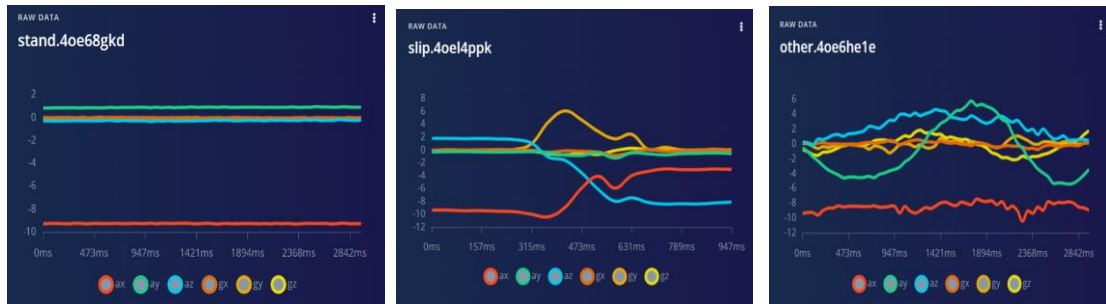 RAW DATA
stand.4oe68gkd
2
0
-2
-4
-6
-8
-10
0ms 473ms 947ms 1421ms 1894ms 2368ms 2842ms
ax ay az gx gy gz
RAW DATA
slip.4oel4ppk
8
6
4
2
0
-2
-4
-6
-8
-10
-12
0ms 157ms 315ms 473ms 631ms 789ms 947ms
ax ay az gx gy gz
RAW DATA
other.4oe6he1e
6
4
2
0
-2
-4
-6
-8
-10
-12
0ms 473ms 947ms 1421ms 1894ms 2368ms 2842ms
ax ay az gx gy gz